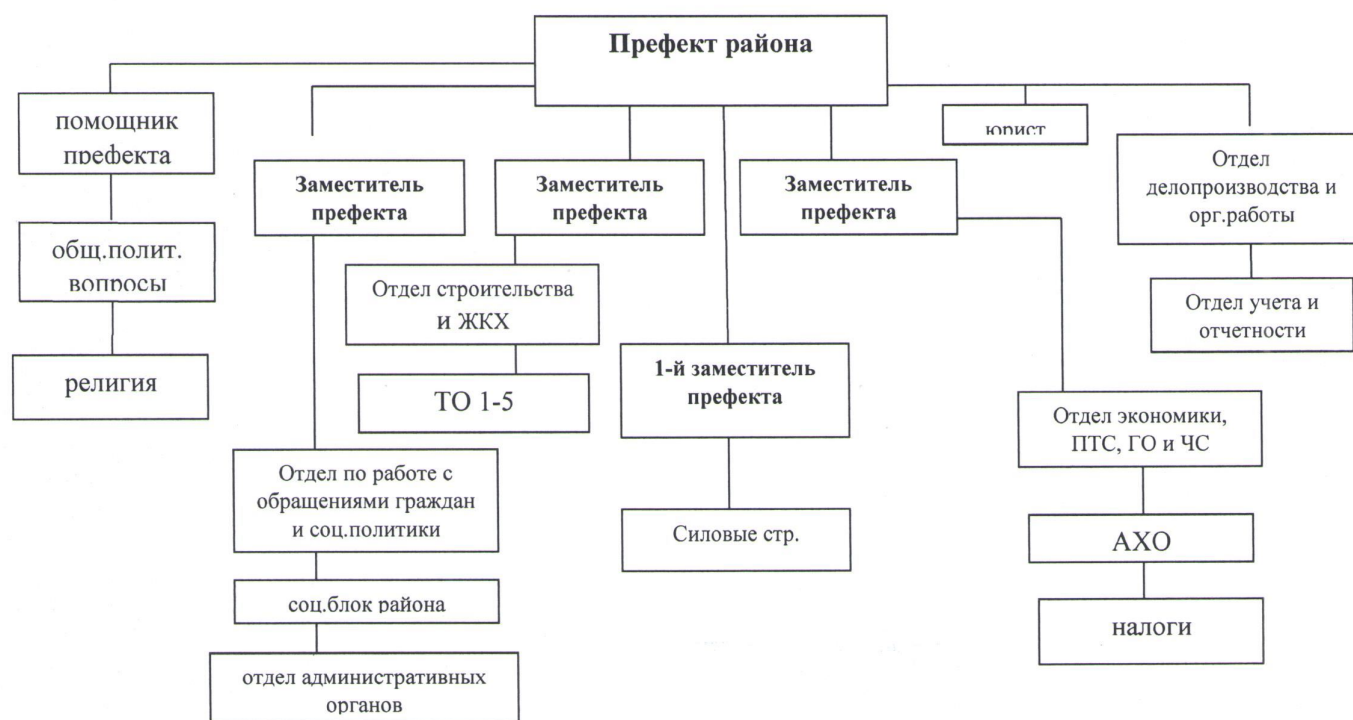 Префект района
помощник
префекта
юрист
Отдел
делопроизводства и
орг.работы
Заместитель
префекта
Заместитель
префекта
Заместитель
префекта
общ.полит.
вопросы
Отдел строительства
и ЖКХ
Отдел учета и
отчетности
религия
ТО 1-5
1-й заместитель
префекта
Отдел экономики,
ПТС, ГО и ЧС
Отдел по работе с
обращениями граждан
и соц.политики
Силовые стр.
АХО
соц.блок района
налоги
отдел административных
органов